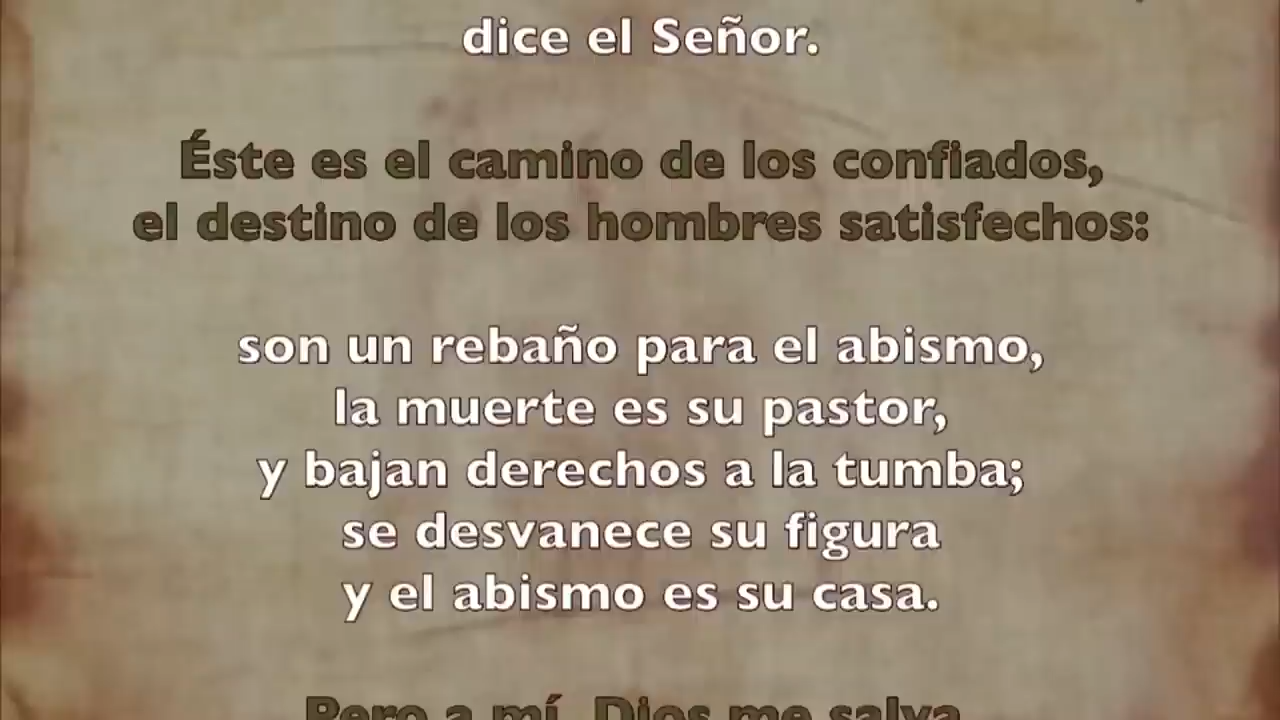 dice el Señor.
Éste es el camino de los confiados,
el destino de los hombres satisfechos:
son un rebaño para el abismo,
la muerte es su pastor,
y bajan derechos a la tumba;
se desvanece su figura
y el abismo es su casa.
Pero a mí, Dios me salva